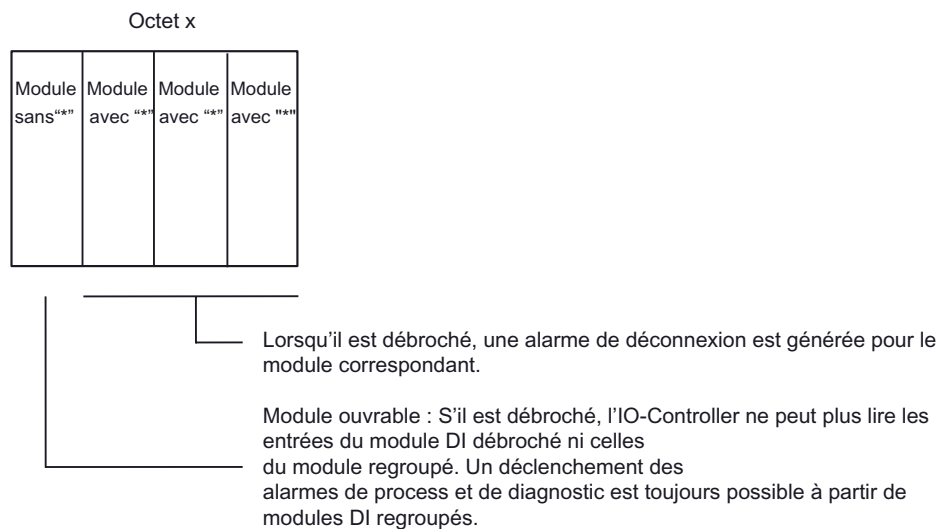 Octet x
Module sans“*”
Module avec “*”
Module avec “*”
Module avec "*"
Lorsqu’il est débroché, une alarme de déconnexion est générée pour le
module correspondant.
Module ouvrable : S’il est débroché, l’IO-Controller ne peut plus lire les
entrées du module DI débroché ni celles
du module regroupé. Un déclenchement des
alarmes de process et de diagnostic est toujours possible à partir de
modules DI regroupés.